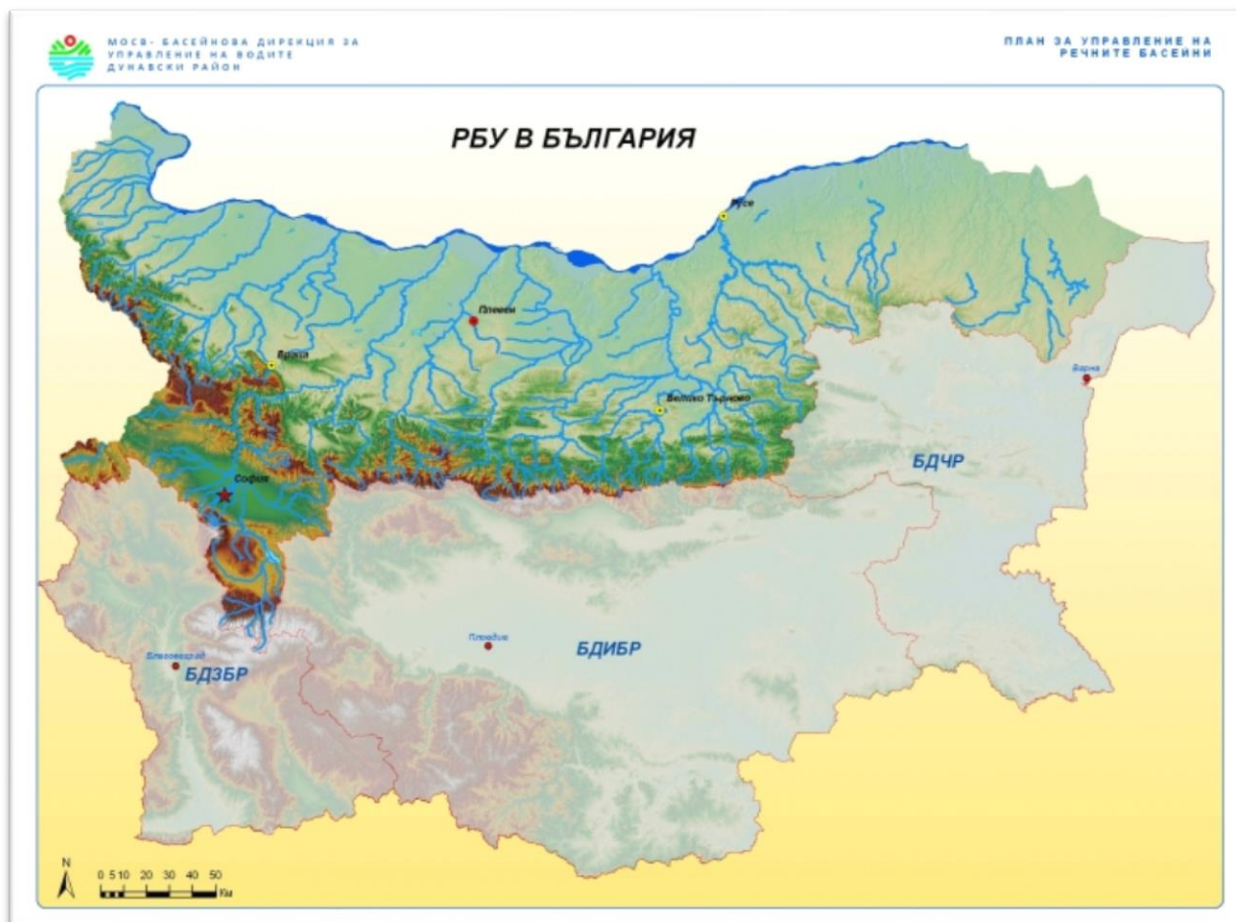 МОСВ- БАСЕЙНОВА ДИРЕКЦИЯ ЗА
УПРАВЛЕНИЕ НА ВОДИТЕ
ДУНАВСКИ РАЙОН
ПЛАН ЗА УПРАВЛЕНИЕ НА
РЕЧНИТЕ БАСЕЙНИ
РБУ В БЪЛГАРИЯ
Русе
Плевен
Враца
Варна
Велико Търново
БДЧР
София
Пловдив
БДИБР
Благоевград
БДЗБР
N
0 5 10 20 30 40 50
Км